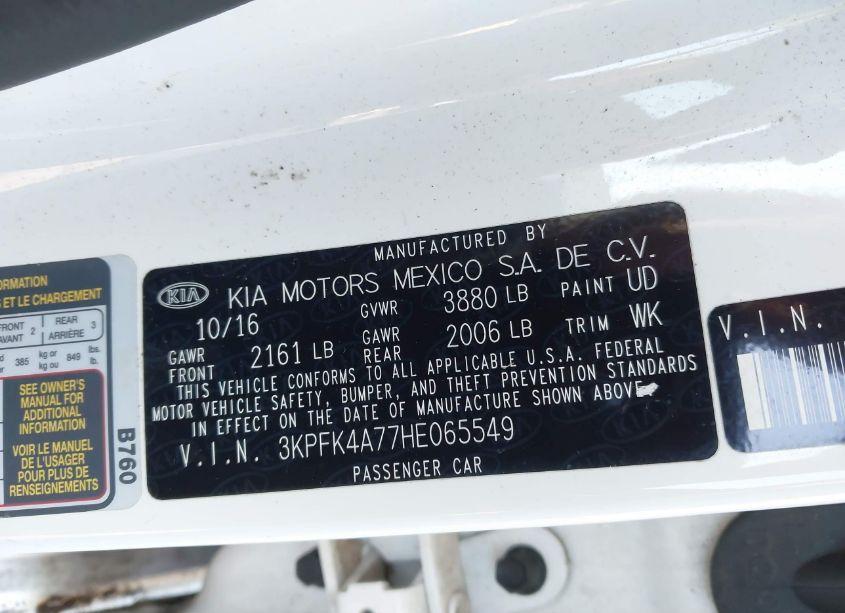 MANUFACTURED BY
KIA KIA MOTORS MEXICO S.A. DE C.V.
10/16 GVWR 3880 LB PAINT UD
GAWR FRONT 2161 LB GAWR REAR 2006 LB TRIM WK
THIS VEHICLE CONFORMS TO ALL APPLICABLE U.S.A. FEDERAL
MOTOR VEHICLE SAFETY, BUMPER, AND THEFT PREVENTION STANDARDS
IN EFFECT ON THE DATE OF MANUFACTURE SHOWN ABOVE.
V.I.N. 3KPFK4A77HE065549
PASSENGER CAR
ET LE CHARGEMENT
FRONT 2 REAR 3
ARRIÈRE
385 kg or 849 lbs.
kg ou lb.
SEE OWNER'S
MANUAL FOR
ADDITIONAL
INFORMATION
VOIR LE MANUEL
DE L'USAGER
POUR PLUS DE
RENSEIGNEMENTS
B760
V.I.N.